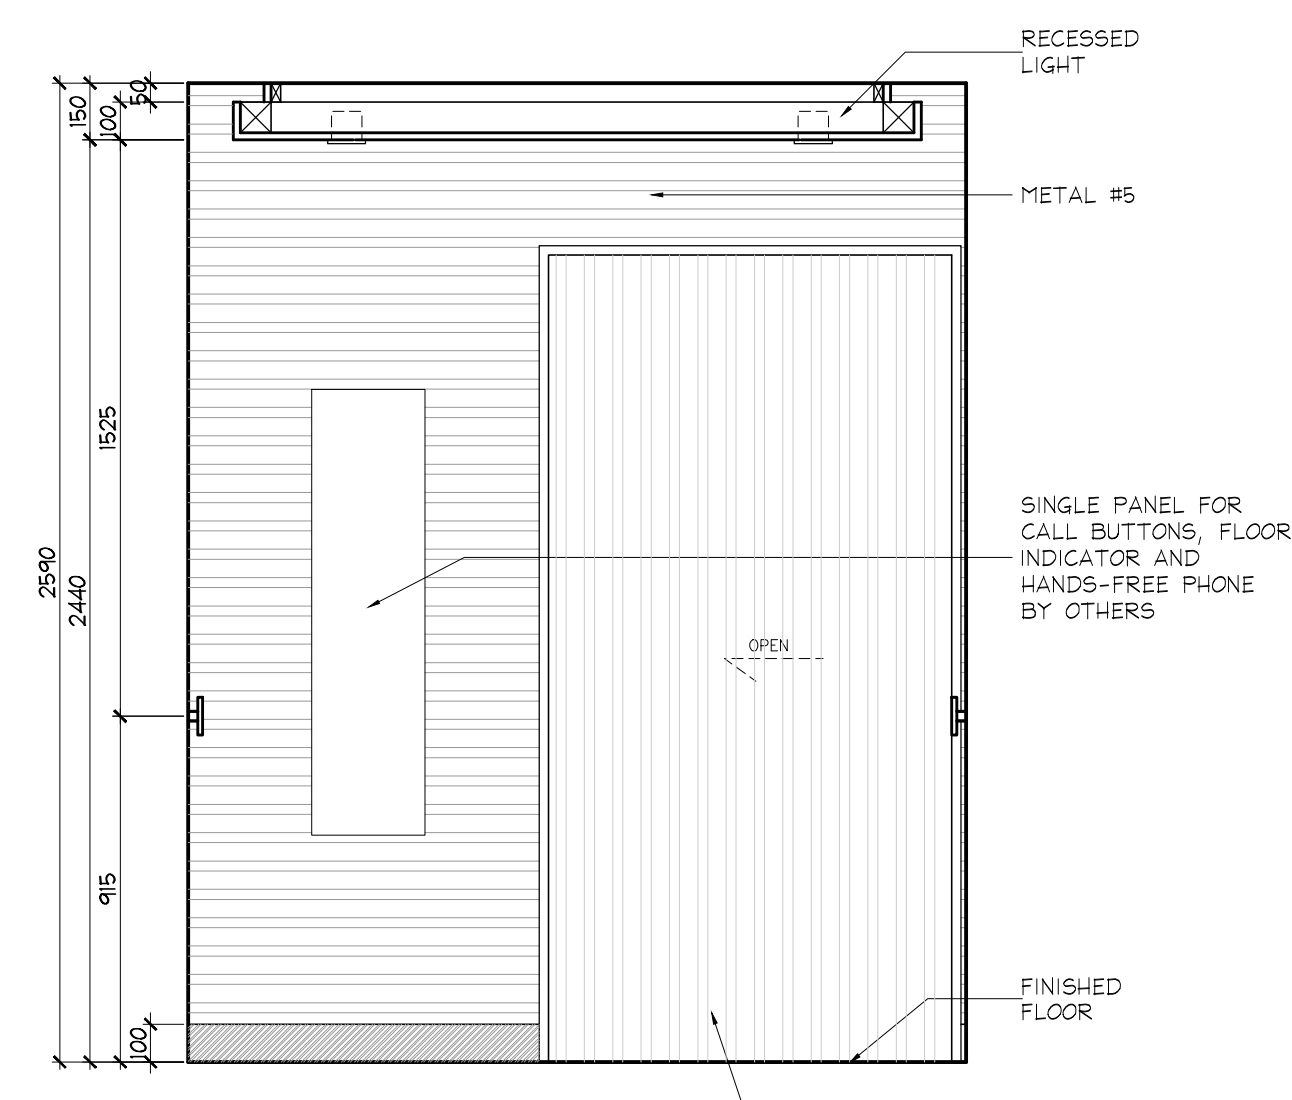 RECESSED
LIGHT
50
150
100
METAL #5
1525
SINGLE PANEL FOR
CALL BUTTONS, FLOOR
INDICATOR AND
HANDS-FREE PHONE
BY OTHERS
2590
2440
OPEN
915
FINISHED
FLOOR
100